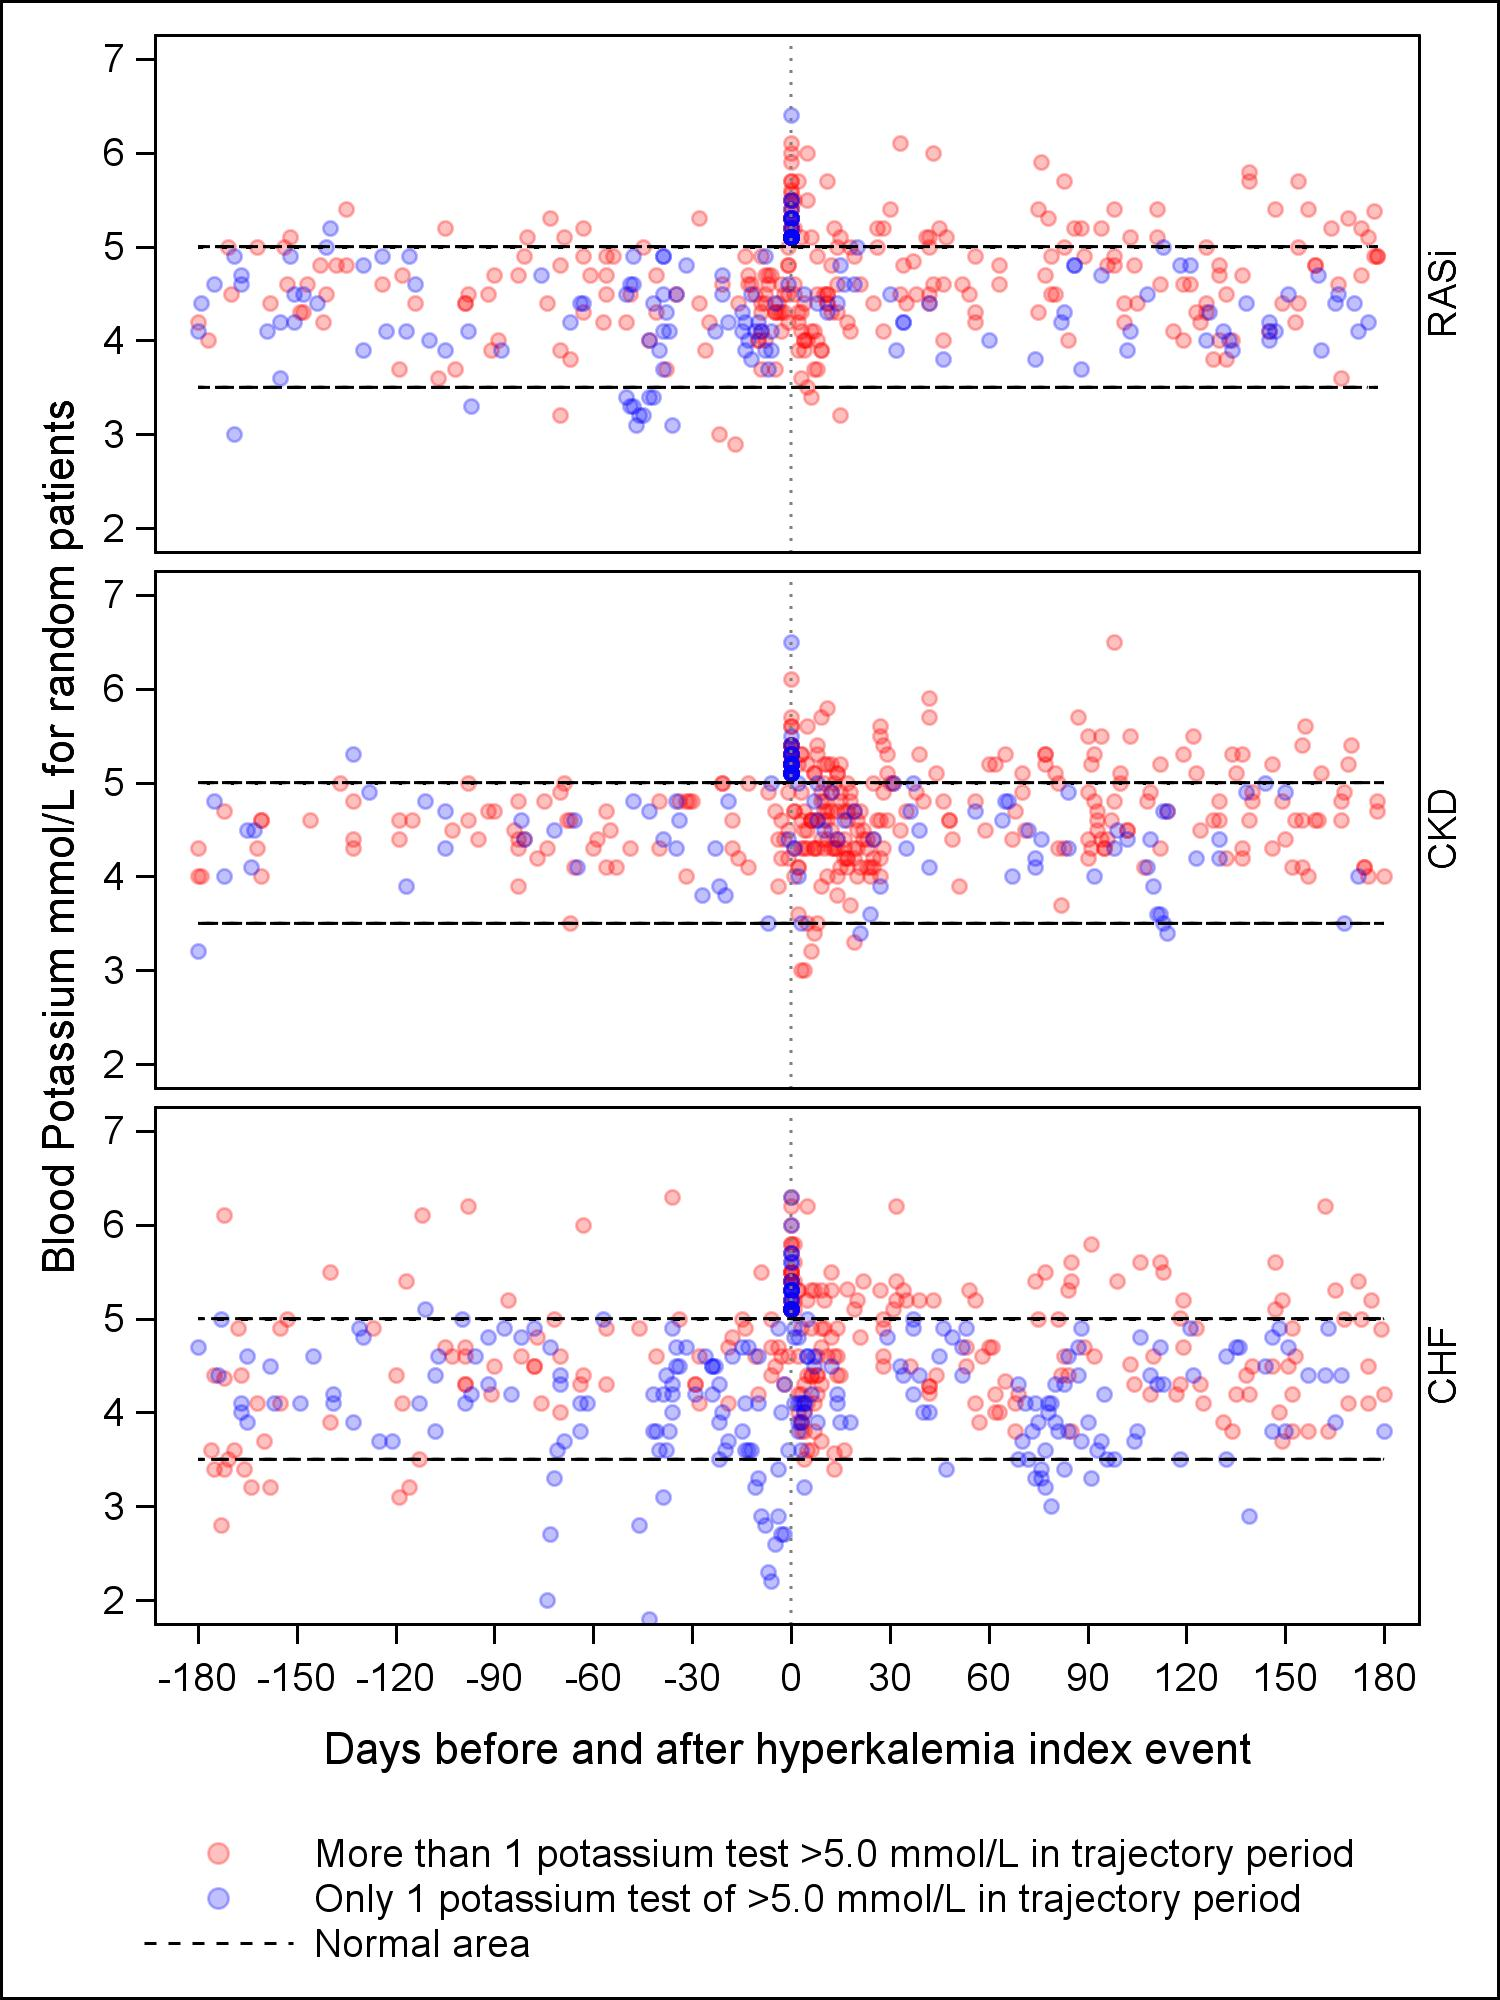 Blood Potassium mmol/L for random patients
7
6
5
4
3
2
RASi
7
6
5
4
3
2
CKD
7
6
5
4
3
2
CHF
-180 -150 -120 -90 -60 -30 0 30 60 90 120 150 180
Days before and after hyperkalemia index event
More than 1 potassium test >5.0 mmol/L in trajectory period
Only 1 potassium test of >5.0 mmol/L in trajectory period
Normal area